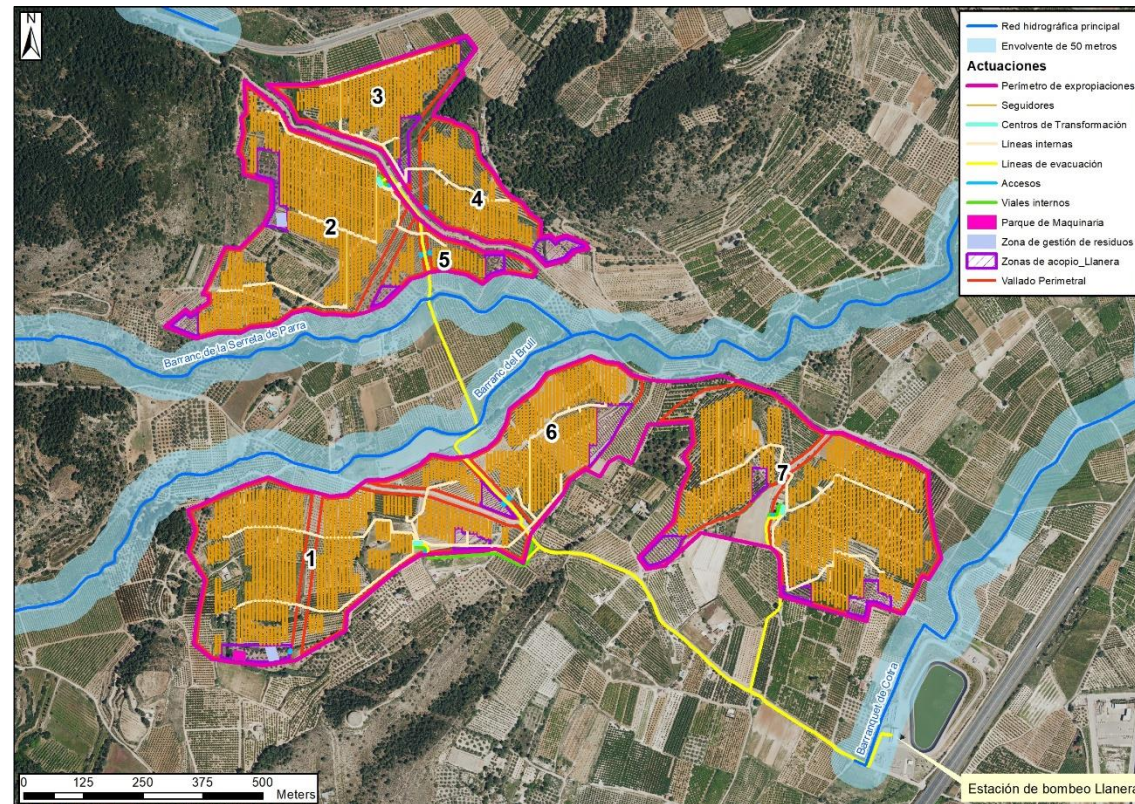 N
Red hidrográfica principal
Envolvente de 50 metros
Actuaciones
Perímetro de expropiaciones
Seguidores
Centros de Transformación
Líneas internas
Líneas de evacuación
Accesos
Viales internos
Parque de Maquinaria
Zona de gestión de residuos
Zonas de acopio_Llanera
Vallado Perimetral
3
4
2
5
Barranc de la Serreta de Parra
Barranc del Brull
6
7
1
Barranquet de Coira
0 125 250 375 500
Meters
Estación de bombeo Llanera